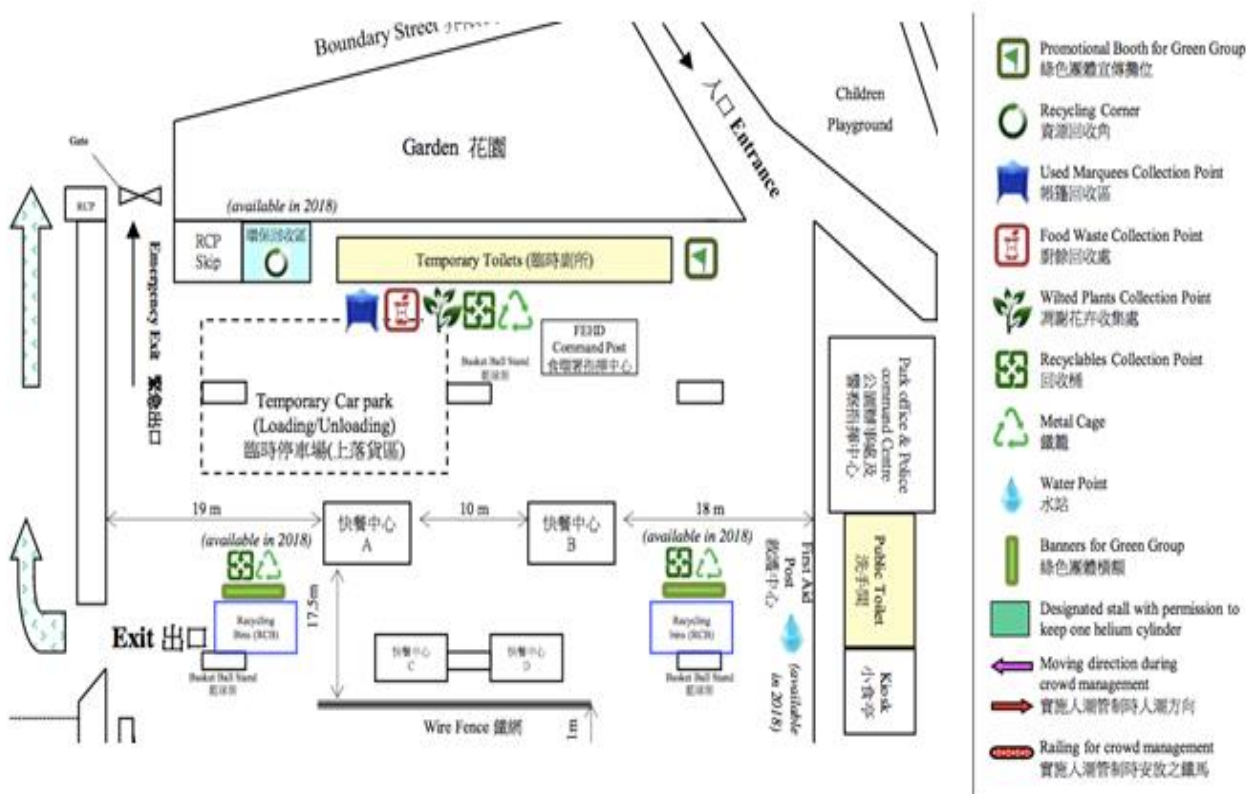 Boundary Street
入口 Entrance
Children
Playground
Garden 花園
Gate
RCP
(available in 2018)
Emergency Exit 緊急出口
RCP
Skip
環保回收區
Temporary Toilets (臨時廁所)
FEHD
Command Post
食環署指揮中心
Basket Ball Stand
籃球架
Temporary Car park
(Loading/Unloading)
臨時停車場(上落貨區)
Park office & Police
command Centre
公園辦事處及
警察指揮中心
19 m
快餐中心
A
10 m
快餐中心
B
18 m
(available in 2018)
(available in 2018)
17.5m
First Aid
Post
救護中心
Public Toilet
洗手間
Exit 出口
Recycling
Bins (RCB)
Basket Ball Stand
籃球架
快餐中心
C
快餐中心
D
Recycling
bins (RCB)
Basket Ball Stand
籃球架
(available
in 2018)
Kiosk
小食亭
Wire Fence 鐵網
1m
Promotional Booth for Green Group
綠色團體宣傳攤位
Recycling Corner
資源回收角
Used Marquees Collection Point
帳篷回收區
Food Waste Collection Point
廚餘回收處
Wilted Plants Collection Point
凋謝花卉收集處
Recyclables Collection Point
回收桶
Metal Cage
鐵籠
Water Point
水站
Banners for Green Group
綠色團體橫額
Designated stall with permission to
keep one helium cylinder
Moving direction during
crowd management
實施人潮管制時人潮方向
Railing for crowd management
實施人潮管制時安放之鐵馬